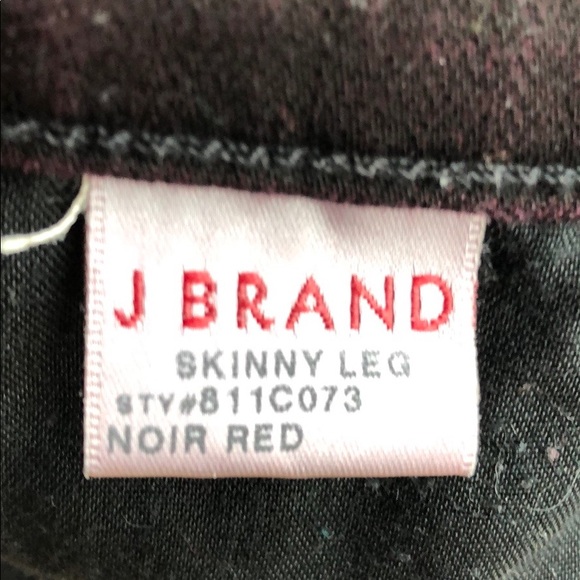 J BRAND
SKINNY LEG
STY#811C073
NOIR RED